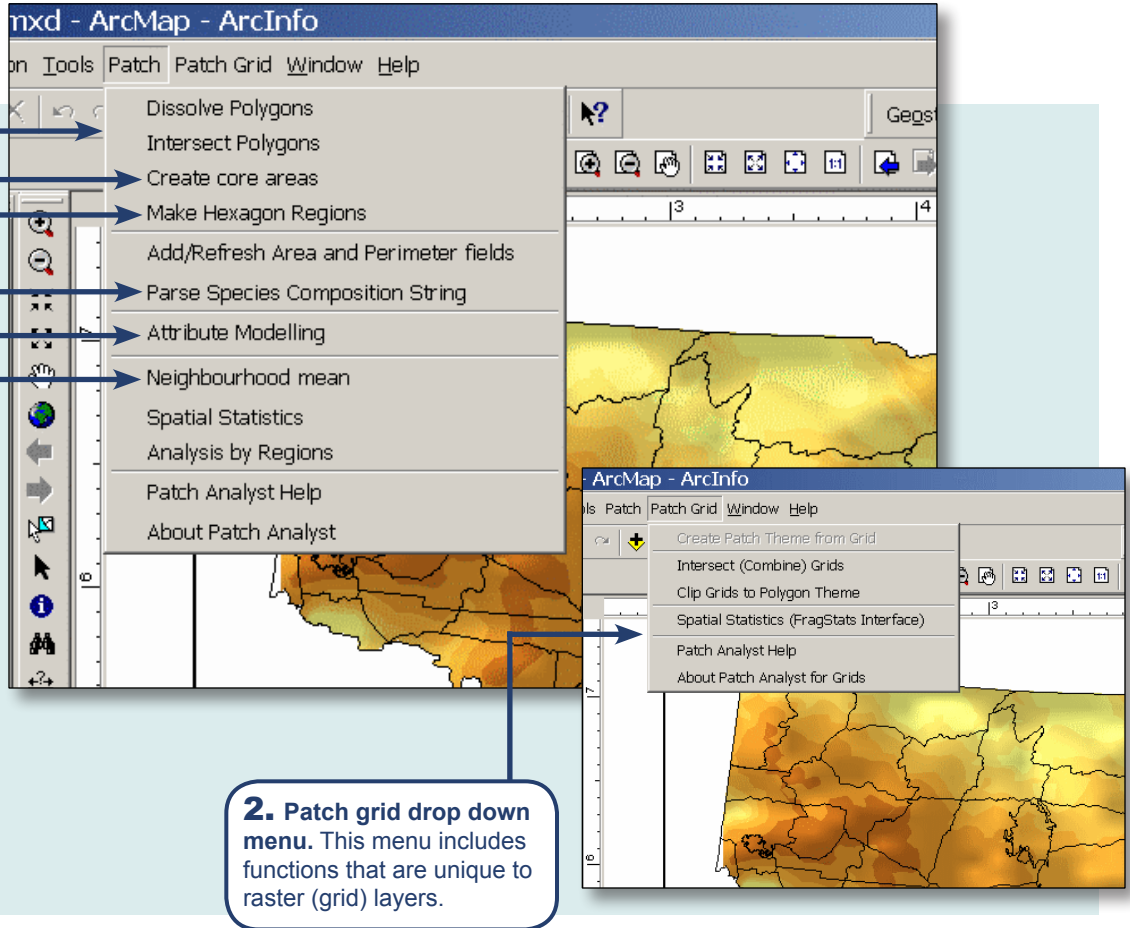 mxd - ArcMap - ArcInfo
on Tools Patch Patch Grid Window Help
Dissolve Polygons
Intersect Polygons
Create core areas
Make Hexagon Regions
Add/Refresh Area and Perimeter fields
Parse Species Composition String
Attribute Modelling
Neighbourhood mean
Spatial Statistics
Analysis by Regions
Patch Analyst Help
About Patch Analyst
Geost
1:1
3
4
7
6
- ArcMap - ArcInfo
ls Patch Patch Grid Window Help
Create Patch Theme from Grid
Intersect (Combine) Grids
Clip Grids to Polygon Theme
Spatial Statistics (FragStats Interface)
Patch Analyst Help
About Patch Analyst for Grids
1:1
3
7
6
2. Patch grid drop down
menu. This menu includes
functions that are unique to
raster (grid) layers.